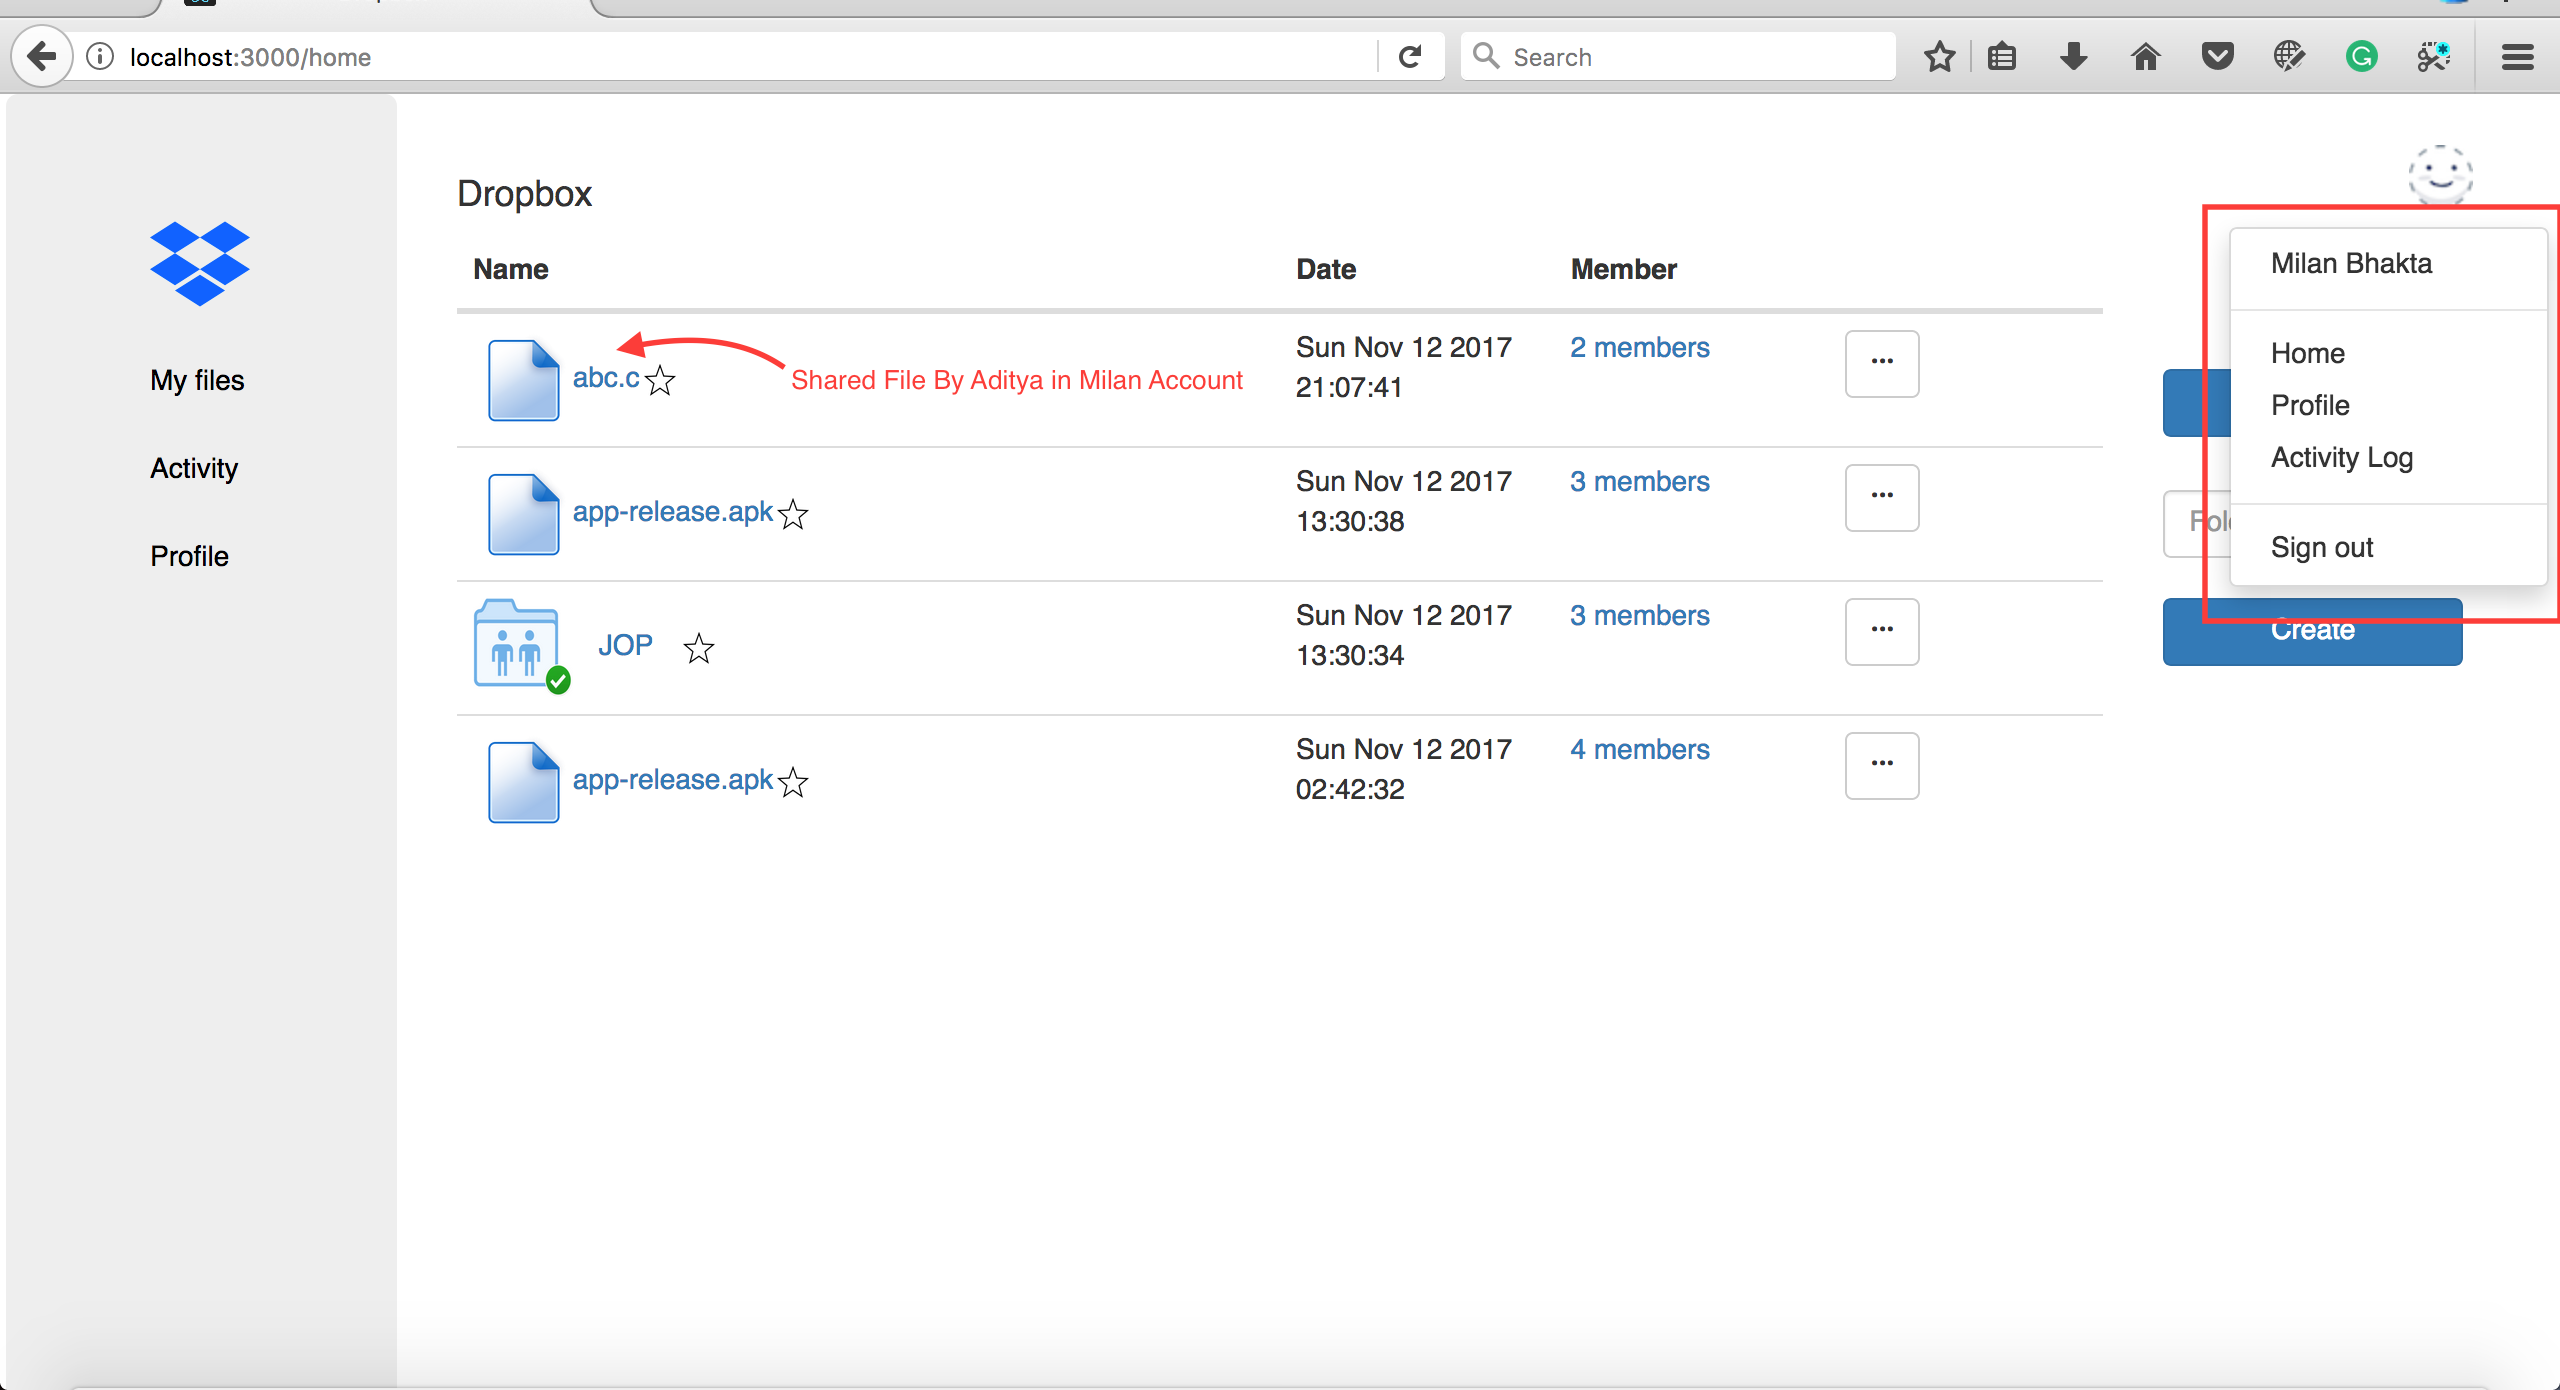 localhost:3000/home
Search
Dropbox
Name Date Member
My files
Activity
Profile
abc.c
Shared File By Aditya in Milan Account
Sun Nov 12 2017
21:07:41
2 members
...
app-release.apk
Sun Nov 12 2017
13:30:38
3 members
...
JOP
Sun Nov 12 2017
13:30:34
3 members
...
app-release.apk
Sun Nov 12 2017
02:42:32
4 members
...
Milan Bhakta
Home
Profile
Activity Log
Sign out
Create